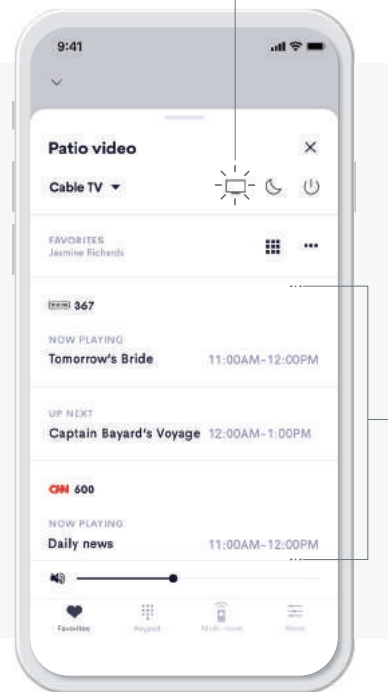 9:41
Patio video
Cable TV
FAVORITES
Jasmine Richards
367
NOW PLAYING
Tomorrow's Bride 11:00AM-12:00PM
UP NEXT
Captain Bayard's Voyage 12:00AM-1:00PM
CNN 600
NOW PLAYING
Daily news 11:00AM-12:00PM
Favorites Keypad Multi-room More